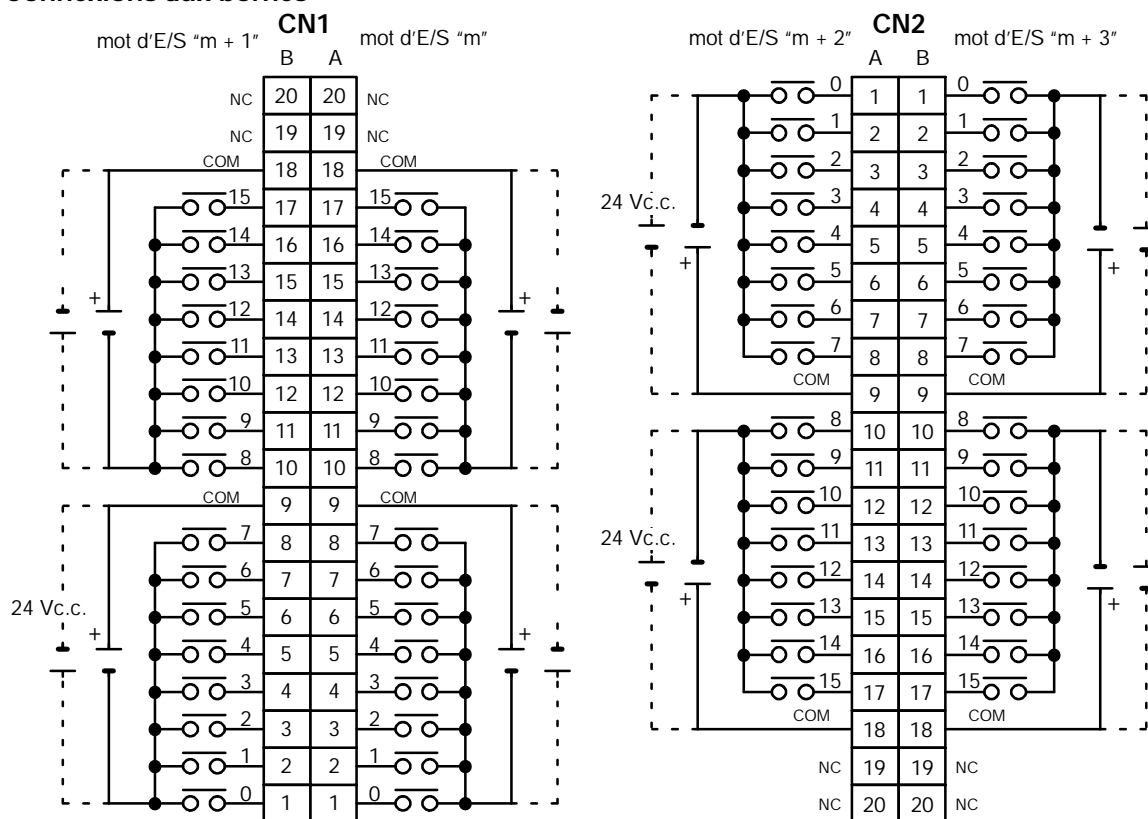 CN1
mot d'E/S "m + 1" mot d'E/S "m"
B A
NC 20 20 NC
NC 19 19 NC
COM 18 18 COM
15 17 17 15
14 16 16 14
13 15 15 13
+ 12 14 14 12 +
11 13 13 11
10 12 12 10
9 11 11 9
8 10 10 8
COM 9 9 COM
7 8 8 7
6 7 7 6
24 Vc.c. 5 6 6 5
+ 4 5 5 4 +
3 4 4 3
2 3 3 2
1 2 2 1
0 1 1 0
CN2
mot d'E/S "m + 2" mot d'E/S "m + 3"
A B
0 1 1 0
1 2 2 1
2 3 3 2
24 Vc.c. 3 4 4 3
4 5 5 4
+ 5 6 6 5 +
6 7 7 6
7 8 8 7
COM 9 9 COM
8 10 10 8
9 11 11 9
10 12 12 10
24 Vc.c. 11 13 13 11
12 14 14 12
+ 13 15 15 13 +
14 16 16 14
15 17 17 15
COM 18 18 COM
NC 19 19 NC
NC 20 20 NC